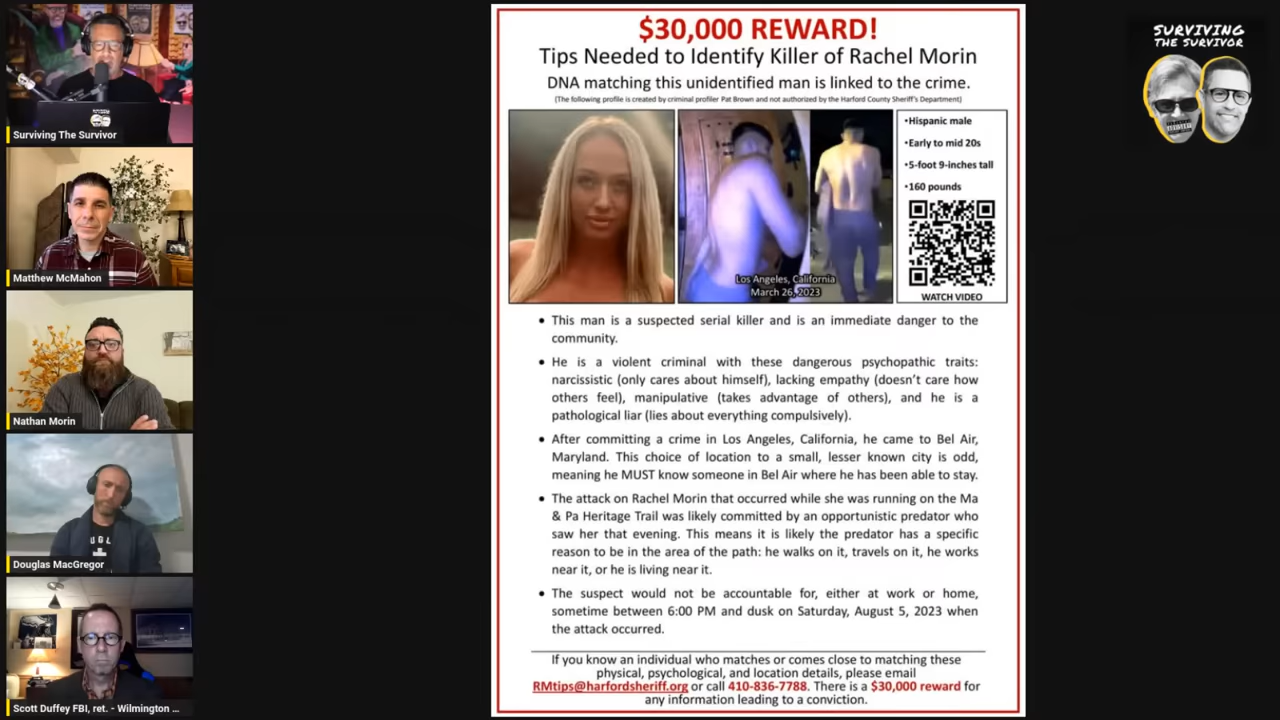 Surviving The Survivor
Matthew McMahon
Nathan Morin
Douglas MacGregor
Scott Duffey FBI, ret. - Wilmington ...
$30,000 REWARD!
Tips Needed to Identify Killer of Rachel Morin
DNA matching this unidentified man is linked to the crime.
(The following profile is created by criminal profiler Pat Brown and not authorized by the Harford County Sheriff's Department)
Los Angeles, California
March 26, 2023
•Hispanic male
•Early to mid 20s
•5-foot 9-inches tall
•160 pounds
WATCH VIDEO
• This man is a suspected serial killer and is an immediate danger to the
community.
• He is a violent criminal with these dangerous psychopathic traits:
narcissistic (only cares about himself), lacking empathy (doesn't care how
others feel), manipulative (takes advantage of others), and he is a
pathological liar (lies about everything compulsively).
• After committing a crime in Los Angeles, California, he came to Bel Air,
Maryland. This choice of location to a small, lesser known city is odd,
meaning he MUST know someone in Bel Air where he has been able to stay.
• The attack on Rachel Morin that occurred while she was running on the Ma
& Pa Heritage Trail was likely committed by an opportunistic predator who
saw her that evening. This means it is likely the predator has a specific
reason to be in the area of the path: he walks on it, travels on it, he works
near it, or he is living near it.
• The suspect would not be accountable for, either at work or home,
sometime between 6:00 PM and dusk on Saturday, August 5, 2023 when
the attack occurred.
If you know an individual who matches or comes close to matching these
physical, psychological, and location details, please email
RMtips@harfordsheriff.org or call 410-836-7788. There is a $30,000 reward for
any information leading to a conviction.
SURVIVING
THE SURVIVOR